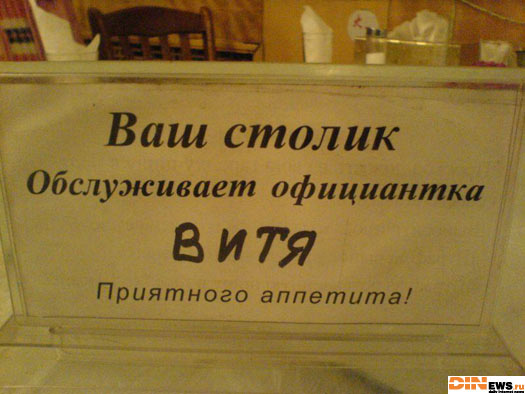 Ваш столик
Обслуживает официантка
ВИТЯ
Приятного аппетита!
DINEWS.ru